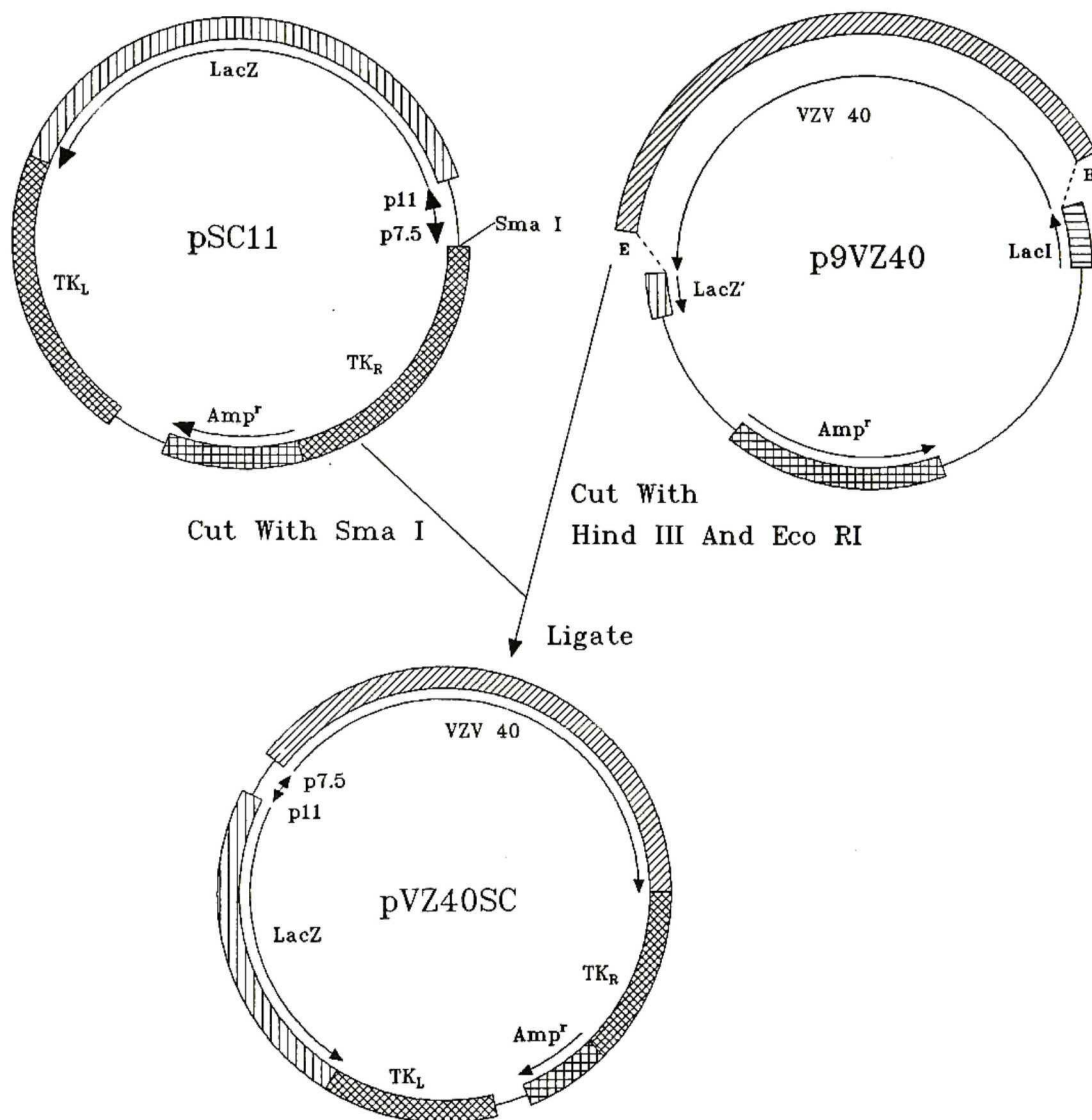 LacZ
p11
p7.5
Sma I
pSC11
TKL
TKR
Ampr
Cut With Sma I
VZV 40
E
E
LacI
p9VZ40
LacZ'
Ampr
Cut With
Hind III And Eco RI
Ligate
VZV 40
p7.5
p11
pVZ40SC
LacZ
TKR
Ampr
TKL